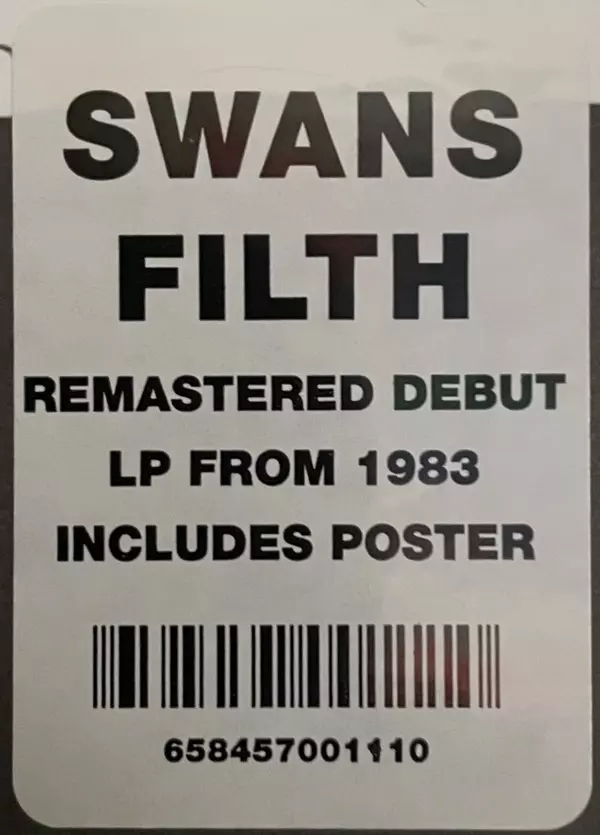 SWANS
FILTH
REMASTERED DEBUT
LP FROM 1983
INCLUDES POSTER
658457001110